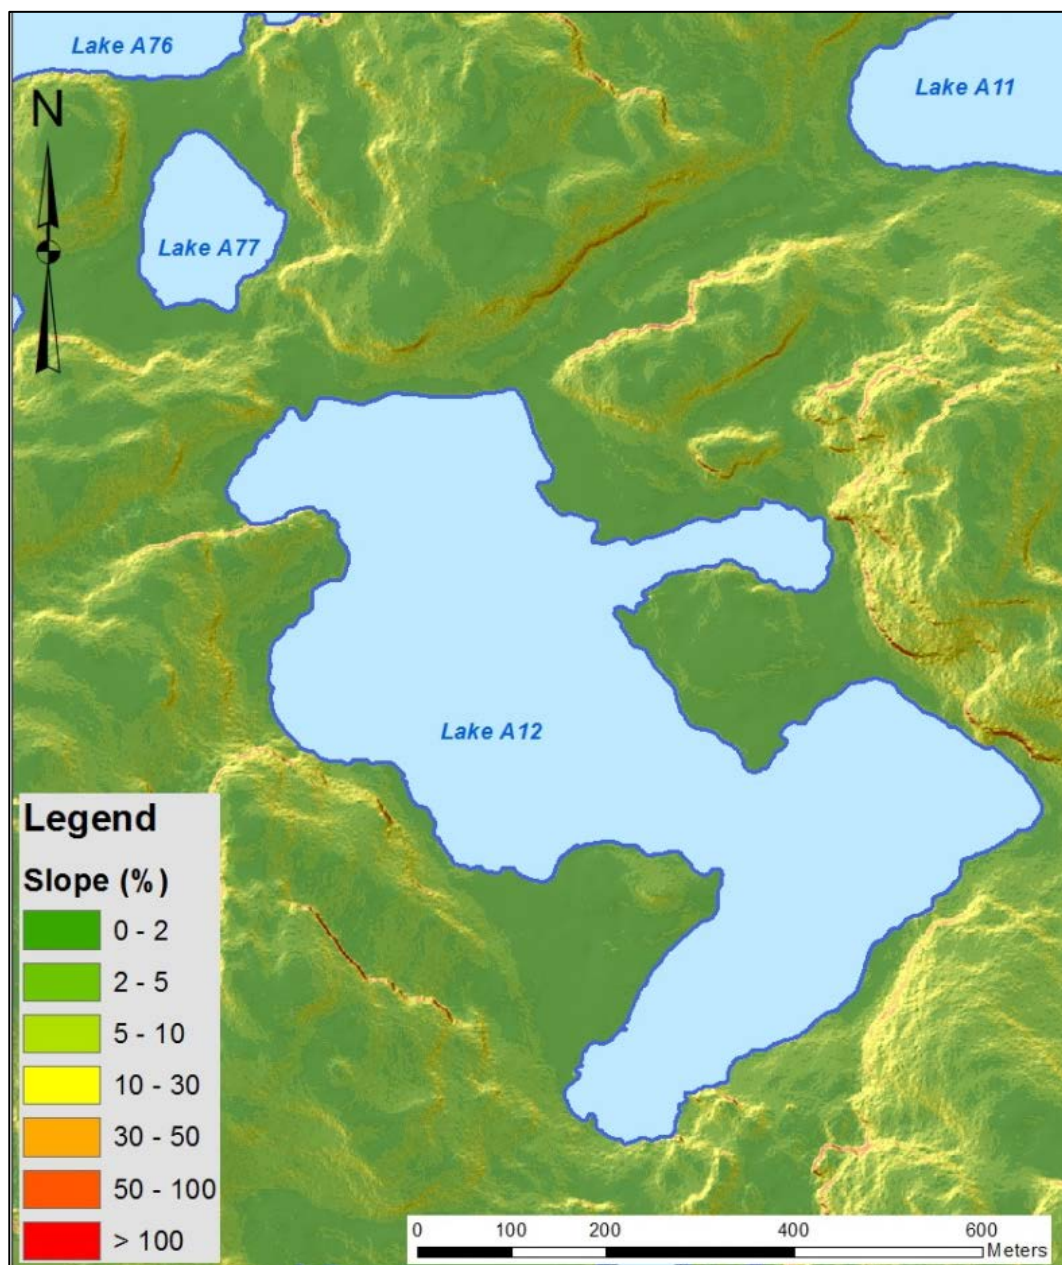 Lake A76
Lake A11
N
Lake A77
Lake A12
Legend
Slope (%)
0 - 2
2 - 5
5 - 10
10 - 30
30 - 50
50 - 100
> 100
0 100 200 400 600
Meters